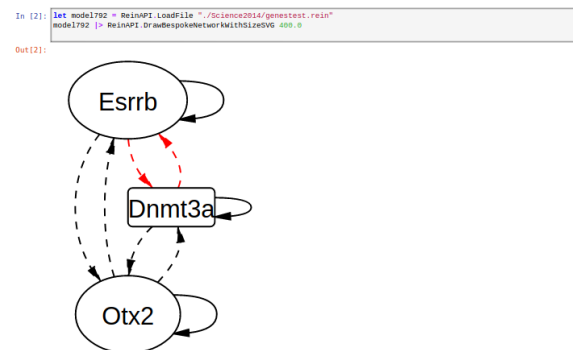 In [2]: let model792 = ReinAPI.LoadFile "./Science2014/genestest.rein"
model792 |> ReinAPI.DrawBespokeNetworkWithSizeSVG 400.0
Out[2]:
Esrrb
Dnmt3a
Otx2